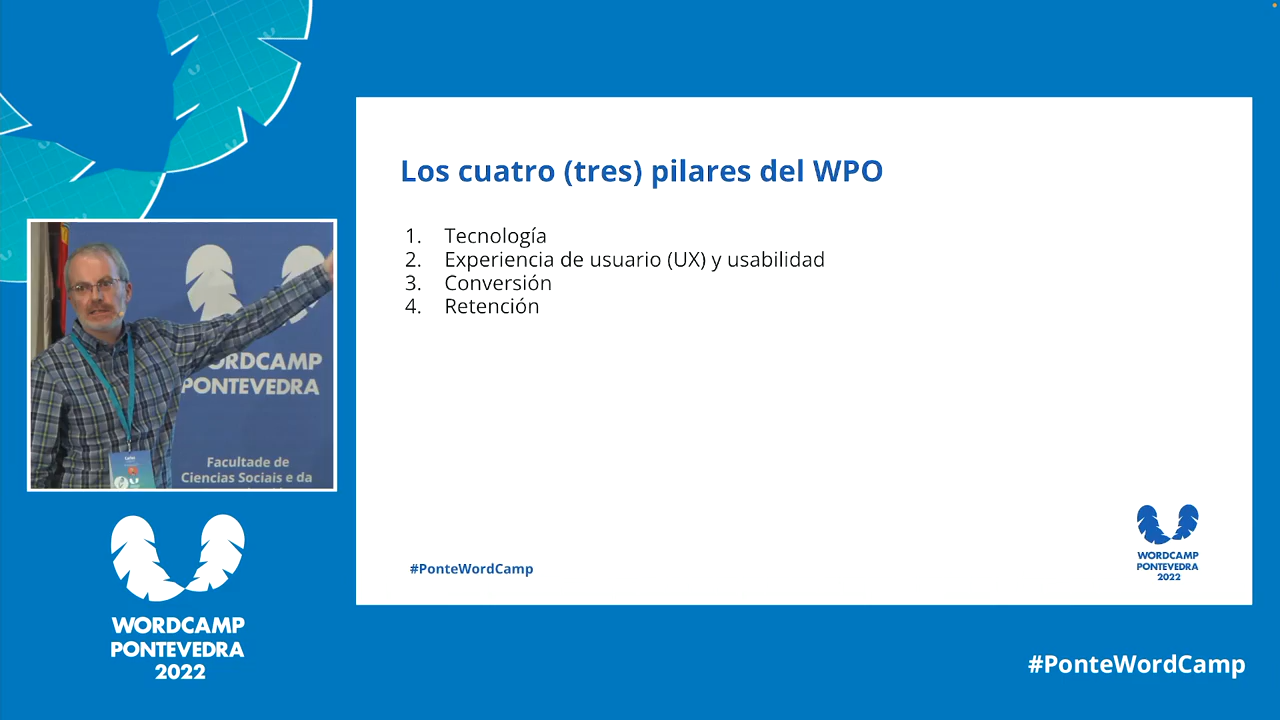 Los cuatro (tres) pilares del WPO
1. Tecnología
2. Experiencia de usuario (UX) y usabilidad
3. Conversión
4. Retención
#PonteWordCamp
WORDCAMP
PONTEVEDRA
2022
WORDCAMP
PONTEVEDRA
Facultade de
Ciencias Sociais e da
WORDCAMP
PONTEVEDRA
2022
#PonteWordCamp